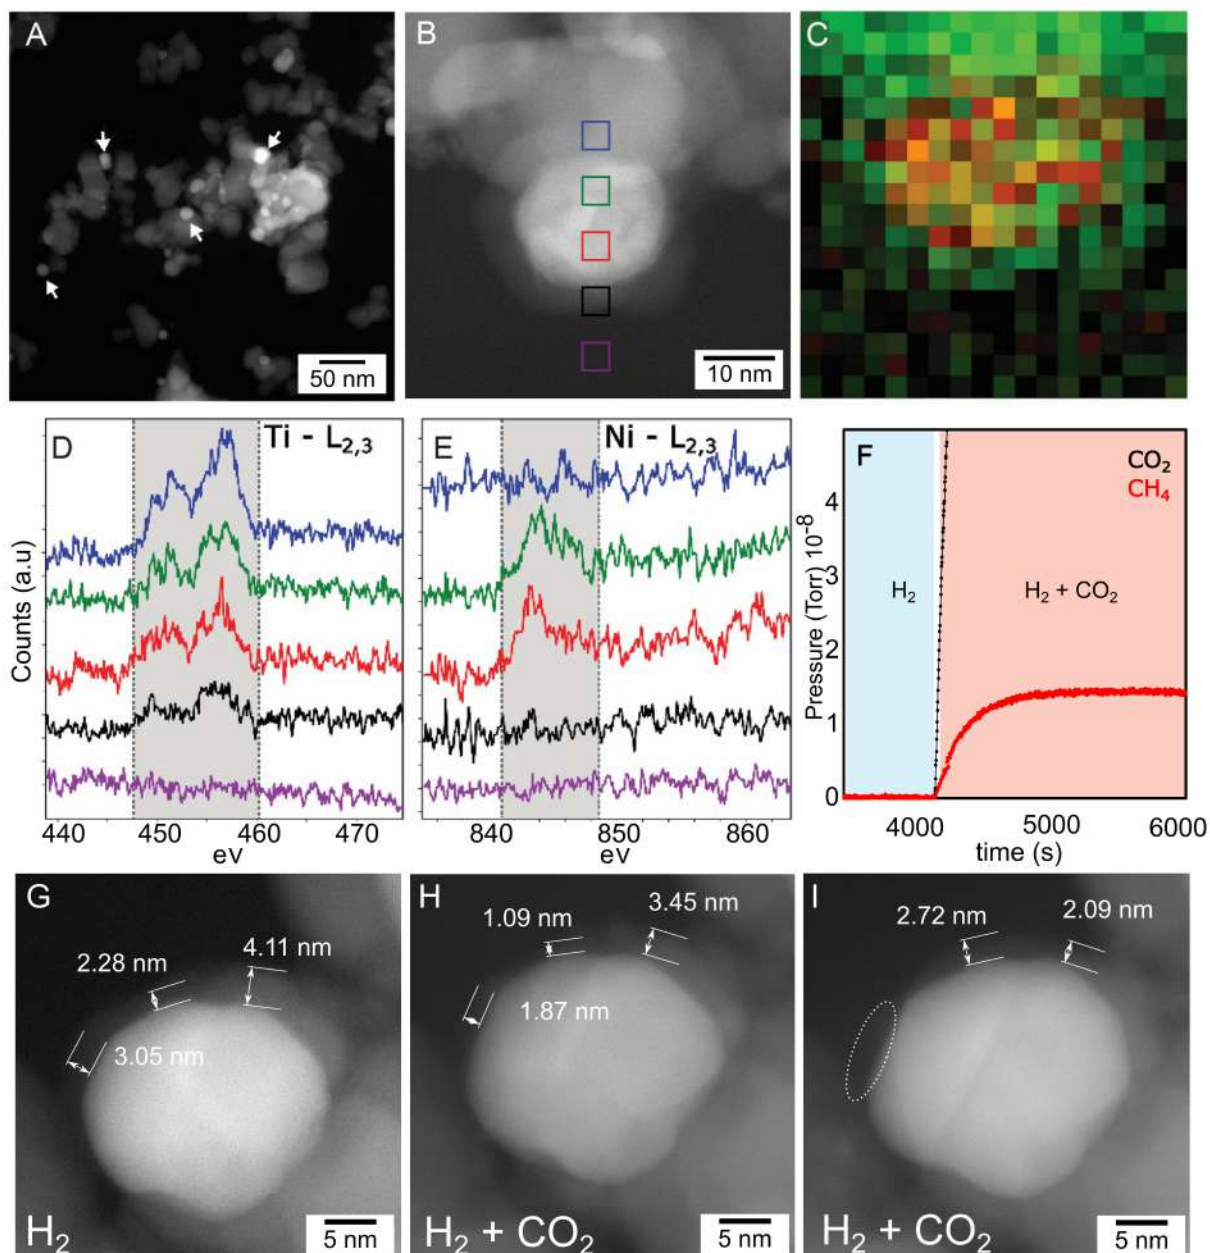 A
50 nm
B
10 nm
C
D
Ti - L2,3
Counts (a.u)
440 450 460 470
eV
E
Ni - L2,3
840 850 860
eV
F
CO2
CH4
H2
H2 + CO2
Pressure (Torr) 10-8
4
3
2
1
0
4000 5000 6000
time (s)
G
2.28 nm
4.11 nm
3.05 nm
H2
5 nm
H
1.09 nm
3.45 nm
1.87 nm
H2 + CO2
5 nm
I
2.72 nm
2.09 nm
H2 + CO2
5 nm